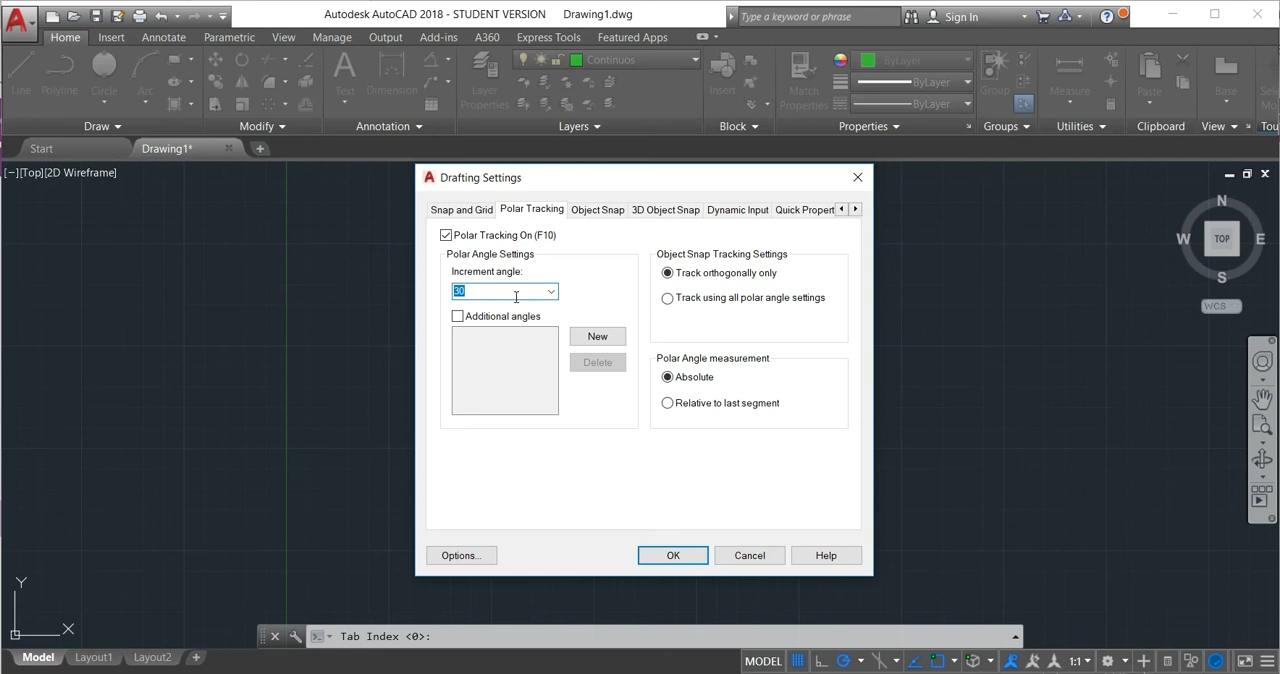 Autodesk AutoCAD 2018 - STUDENT VERSION Drawing1.dwg
Type a keyword or phrase
Sign In
Home Insert Annotate Parametric View Manage Output Add-ins A360 Express Tools Featured Apps
Continuos
ByLayer
Line Polyline Circle Arc
Text Dimension
Layer
Properties
Insert
Match
Properties
ByLayer
ByLayer
Group
Measure
Paste
Base
Draw Modify Annotation Layers Block Properties Groups Utilities Clipboard View
Start Drawing1*
[−][Top][2D Wireframe]
Drafting Settings
Snap and Grid Polar Tracking Object Snap 3D Object Snap Dynamic Input Quick Propert
Polar Tracking On (F10)
Polar Angle Settings
Increment angle:
30
Additional angles
New
Delete
Object Snap Tracking Settings
Track orthogonally only
Track using all polar angle settings
Polar Angle measurement
Absolute
Relative to last segment
Options... OK Cancel Help
N
W TOP E
S
WCS
Y
X
Tab Index <0>:
Model Layout1 Layout2 +
MODEL 1:1